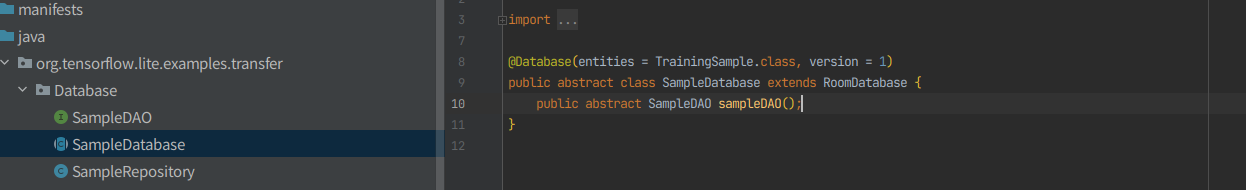 manifests
java
org.tensorflow.lite.examples.transfer
Database
SampleDAO
SampleDatabase
SampleRepository
3 import ...
7
8 @Database(entities = TrainingSample.class, version = 1)
9 public abstract class SampleDatabase extends RoomDatabase {
10 public abstract SampleDAO sampleDAO();
11 }
12